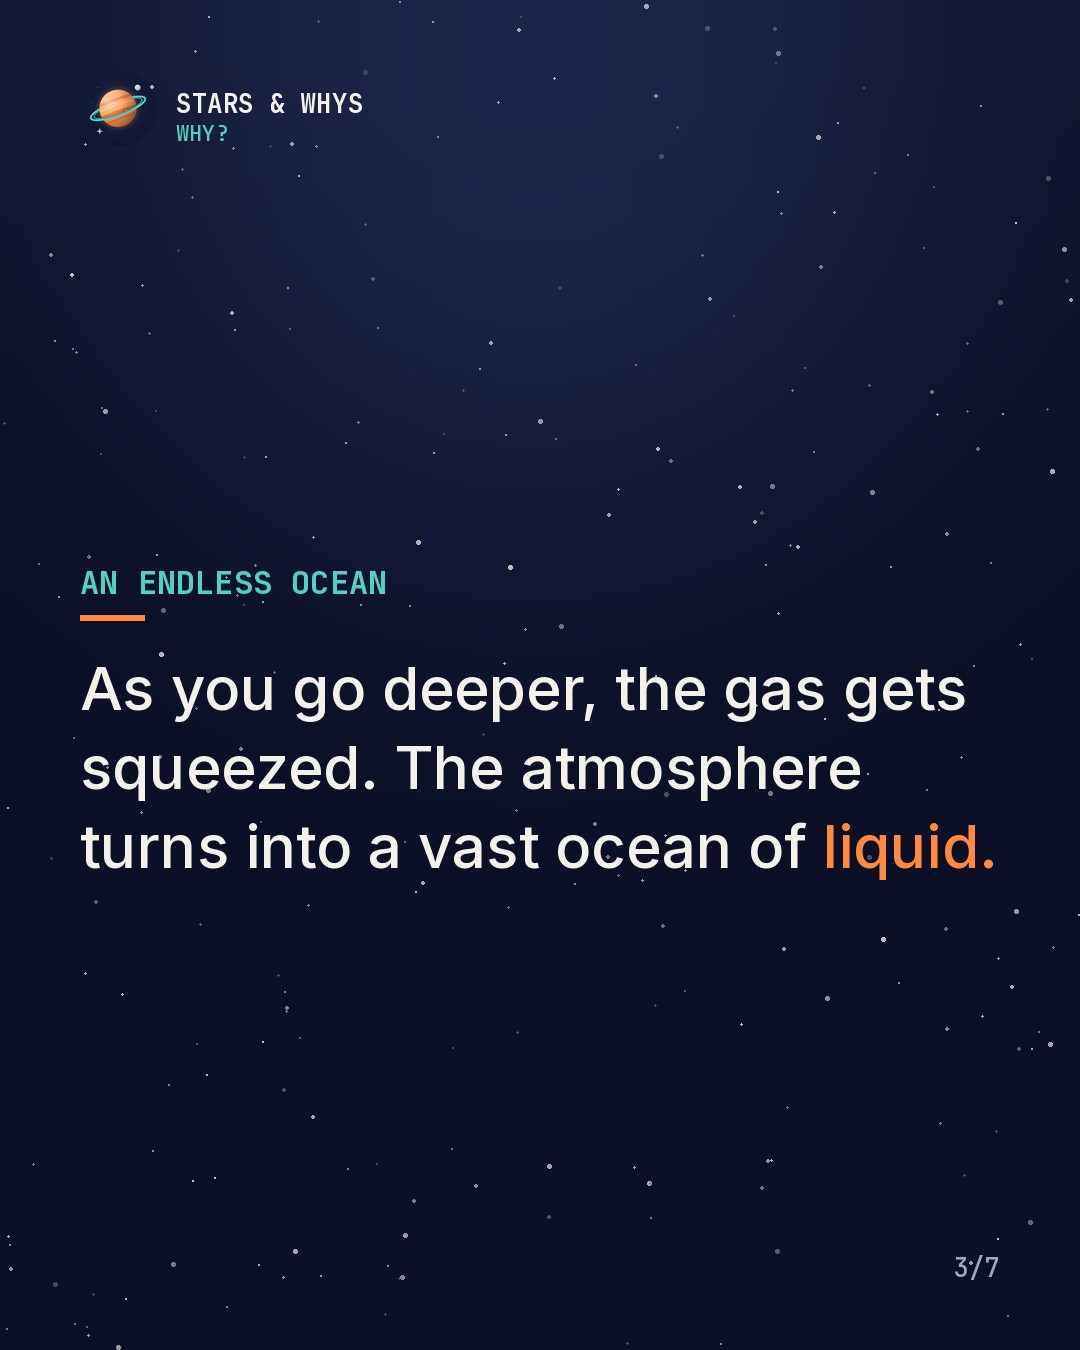 STARS & WHYS
WHY?
AN ENDLESS OCEAN
As you go deeper, the gas gets
squeezed. The atmosphere
turns into a vast ocean of liquid.
3/7